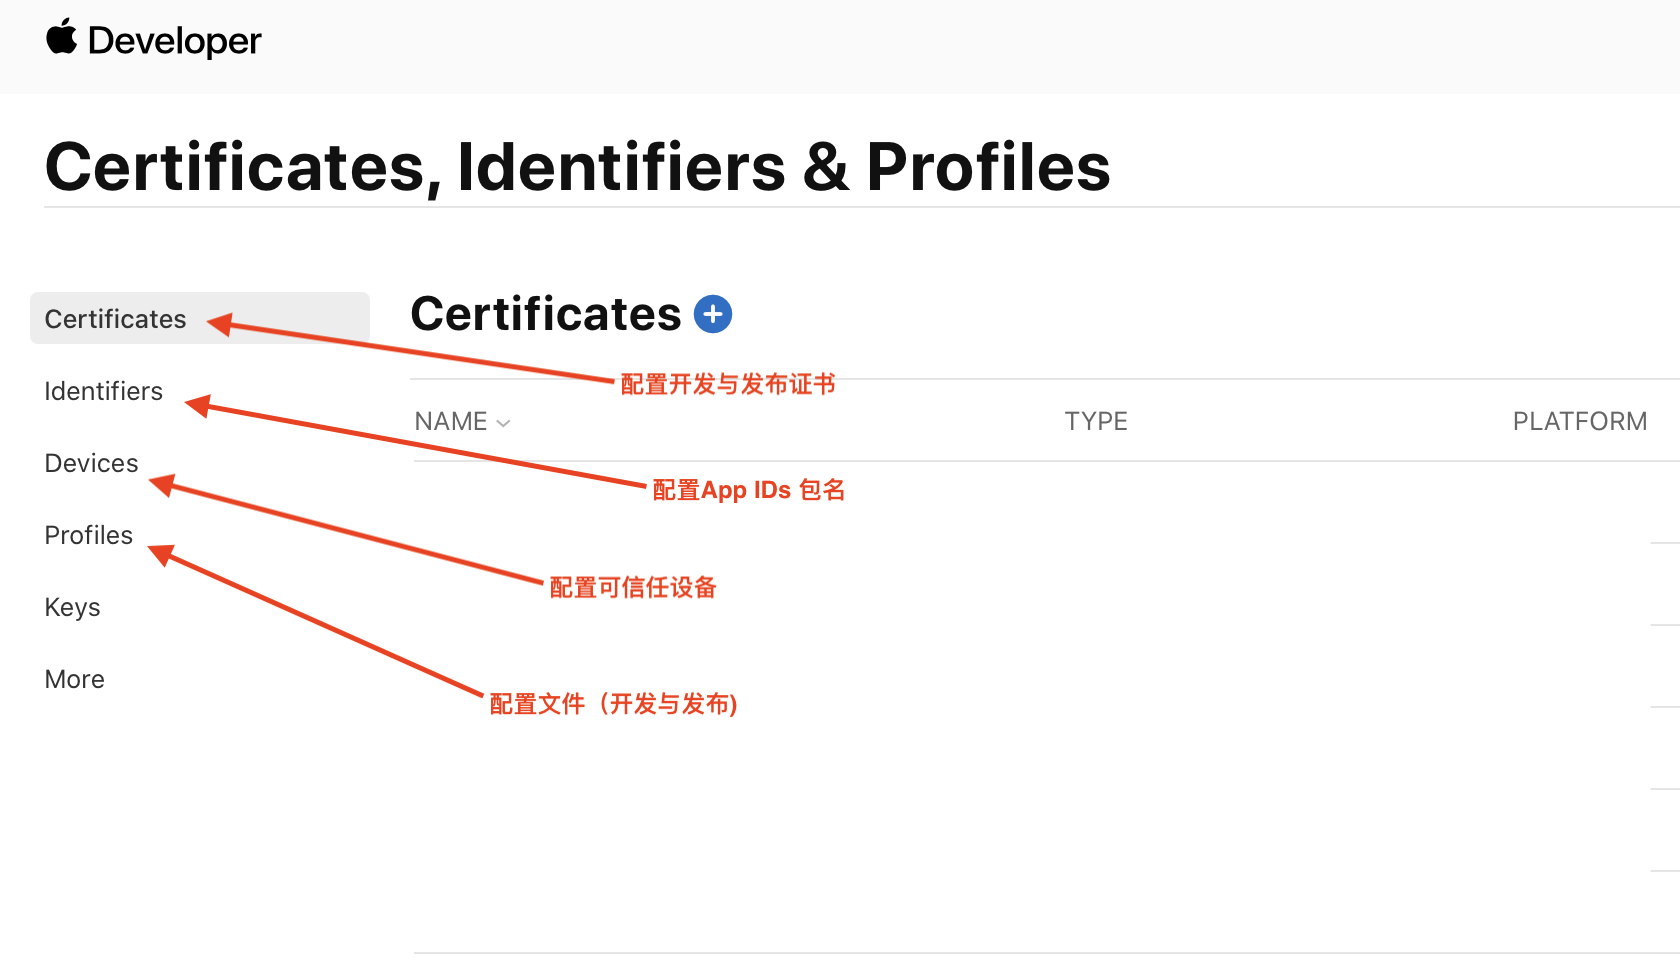 Developer
Certificates, Identifiers & Profiles
Certificates
Identifiers
Devices
Profiles
Keys
More
Certificates
配置开发与发布证书
NAME TYPE PLATFORM
配置App IDs 包名
配置可信任设备
配置文件（开发与发布)